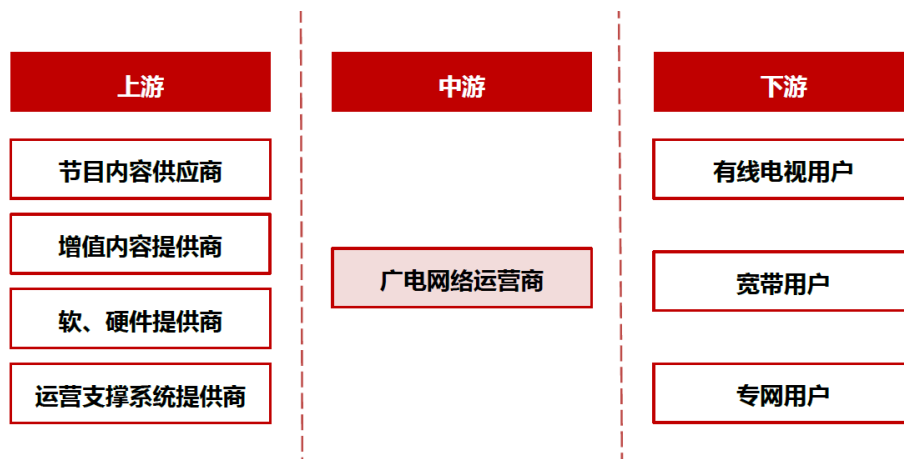 上游
节目内容供应商
增值内容提供商
软、硬件提供商
运营支撑系统提供商
中游
广电网络运营商
下游
有线电视用户
宽带用户
专网用户